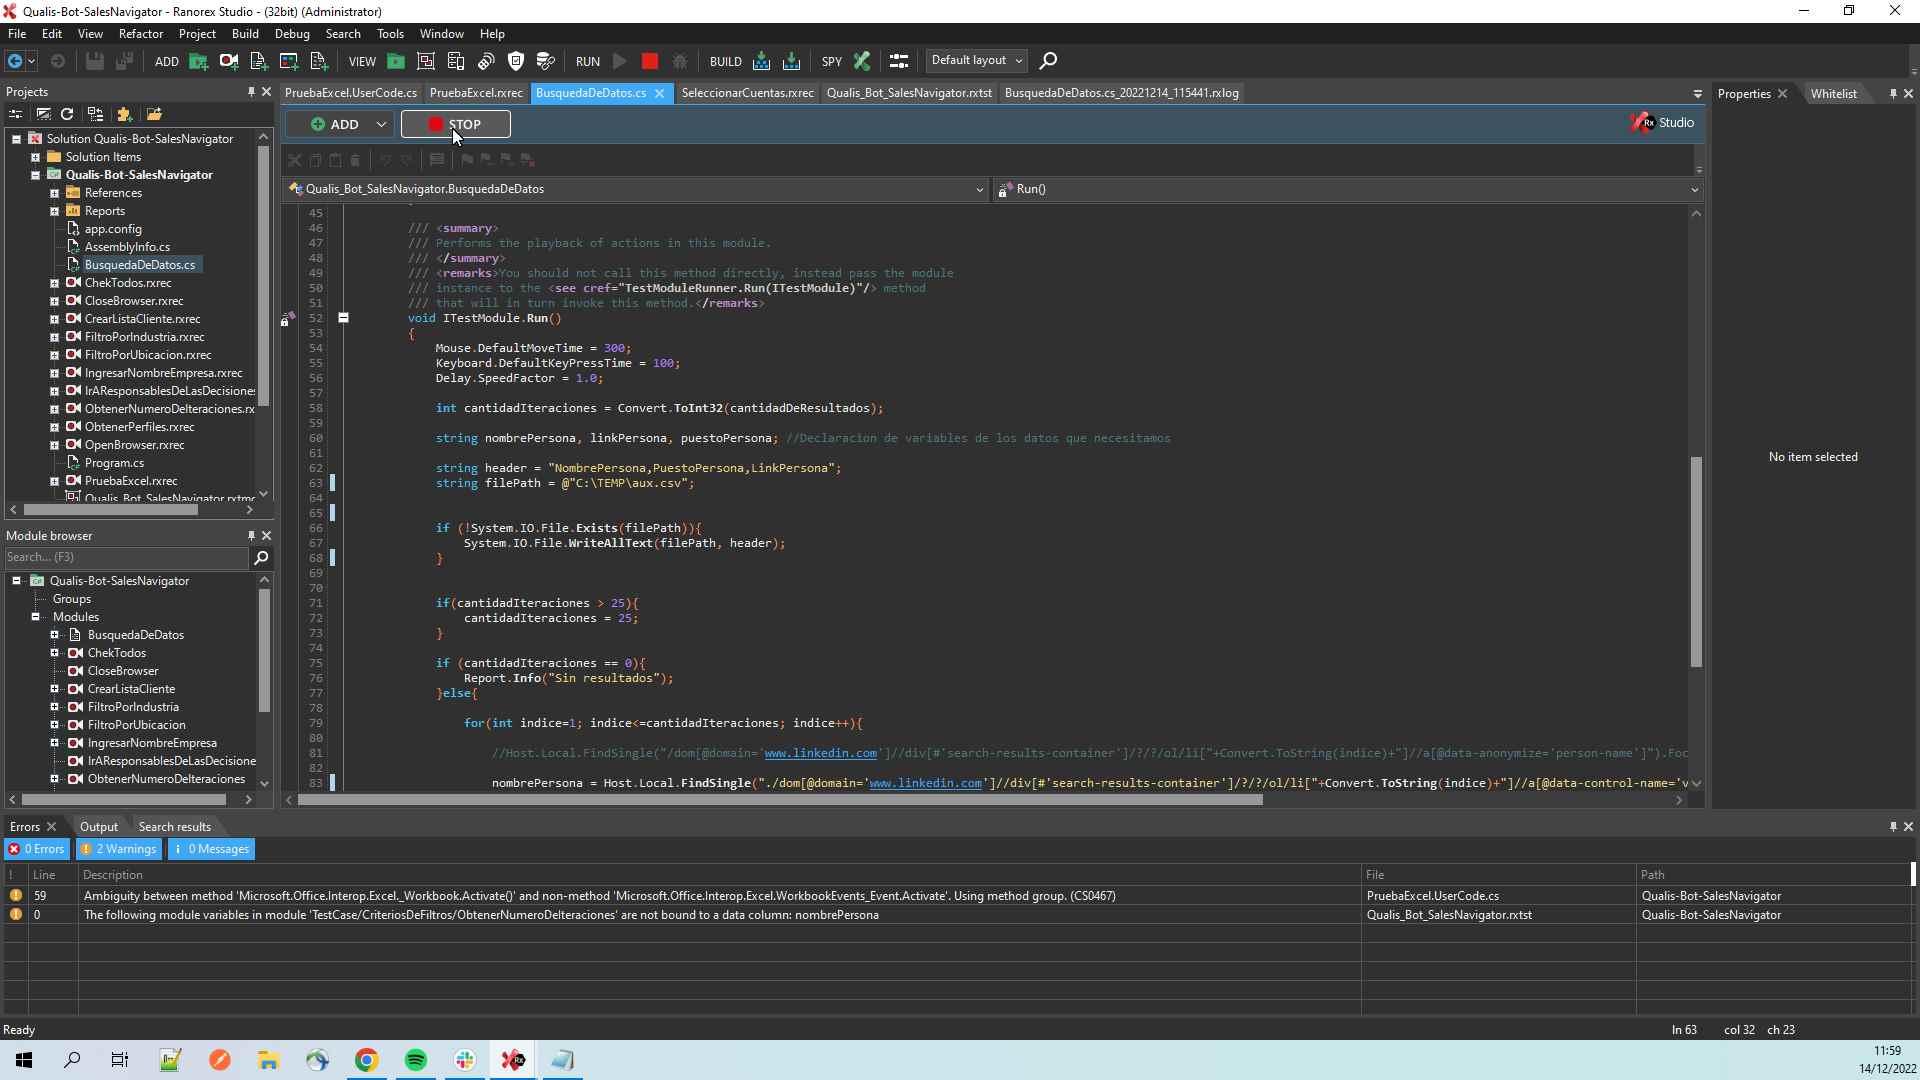 Qualis-Bot-SalesNavigator - Ranorex Studio - (32bit) (Administrator)
File Edit View Refactor Project Build Debug Search Tools Window Help
ADD VIEW RUN BUILD SPY Default layout
Projects
Solution Qualis-Bot-SalesNavigator
Solution Items
Qualis-Bot-SalesNavigator
References
Reports
app.config
AssemblyInfo.cs
BusquedaDeDatos.cs
ChekTodos.rxrec
CloseBrowser.rxrec
CrearListaCliente.rxrec
FiltroPorIndustria.rxrec
FiltroPorUbicacion.rxrec
IngresarNombreEmpresa.rxrec
IrAResponsablesDeLasDecisiones
ObtenerNumeroDeIteraciones.rx
ObtenerPerfiles.rxrec
OpenBrowser.rxrec
Program.cs
PruebaExcel.rxrec
Qualis_Bot_SalesNavigator.rxtmg
Module browser
Search... (F3)
Qualis-Bot-SalesNavigator
Groups
Modules
BusquedaDeDatos
ChekTodos
CloseBrowser
CrearListaCliente
FiltroPorIndustria
FiltroPorUbicacion
IngresarNombreEmpresa
IrAResponsablesDeLasDecisione
ObtenerNumeroDeIteraciones
PruebaExcel.UserCode.cs PruebaExcel.rxrec BusquedaDeDatos.cs SeleccionarCuentas.rxrec Qualis_Bot_SalesNavigator.rxtst BusquedaDeDatos.cs_20221214_115441.rxlog
ADD STOP Rx Studio
Qualis_Bot_SalesNavigator.BusquedaDeDatos Run()
45
46 /// <summary>
47 /// Performs the playback of actions in this module.
48 /// </summary>
49 /// <remarks>You should not call this method directly, instead pass the module
50 /// instance to the <see cref="TestModuleRunner.Run(ITestModule)"/> method
51 /// that will in turn invoke this method.</remarks>
52 void ITestModule.Run()
53 {
54 Mouse.DefaultMoveTime = 300;
55 Keyboard.DefaultKeyPressTime = 100;
56 Delay.SpeedFactor = 1.0;
57
58 int cantidadIteraciones = Convert.ToInt32(cantidadDeResultados);
59
60 string nombrePersona, linkPersona, puestoPersona; //Declaracion de variables de los datos que necesitamos
61
62 string header = "NombrePersona,PuestoPersona,LinkPersona";
63 string filePath = @"C:\TEMP\aux.csv";
64
65
66 if (!System.IO.File.Exists(filePath)){
67 System.IO.File.WriteAllText(filePath, header);
68 }
69
70
71 if(cantidadIteraciones > 25){
72 cantidadIteraciones = 25;
73 }
74
75 if (cantidadIteraciones == 0){
76 Report.Info("Sin resultados");
77 }else{
78
79 for(int indice=1; indice<=cantidadIteraciones; indice++){
80
81 //Host.Local.FindSingle("/dom[@domain='www.linkedin.com']//div[#'search-results-container']/?/?/ol/li["+Convert.ToString(indice)+"]//a[@data-anonymize='person-name']").Foc
82
83 nombrePersona = Host.Local.FindSingle("./dom[@domain='www.linkedin.com']//div[#'search-results-container']/?/?/ol/li["+Convert.ToString(indice)+"]//a[@data-control-name='v
Properties Whitelist
No item selected
Errors Output Search results
0 Errors 2 Warnings 0 Messages
! Line Description File Path
59 Ambiguity between method 'Microsoft.Office.Interop.Excel._Workbook.Activate()' and non-method 'Microsoft.Office.Interop.Excel.WorkbookEvents_Event.Activate'. Using method group. (CS0467) PruebaExcel.UserCode.cs Qualis-Bot-SalesNavigator
0 The following module variables in module 'TestCase/CriteriosDeFiltros/ObtenerNumeroDeIteraciones' are not bound to a data column: nombrePersona Qualis_Bot_SalesNavigator.rxtst Qualis-Bot-SalesNavigator
Ready ln 63 col 32 ch 23
11:59
14/12/2022